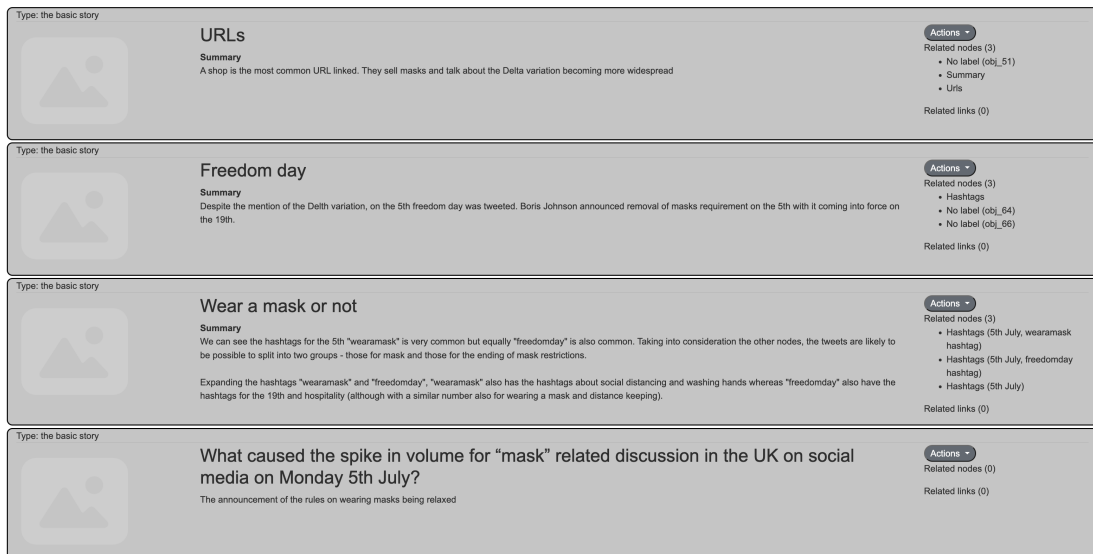 Type: the basic story
URLs
Summary
A shop is the most common URL linked. They sell masks and talk about the Delta variation becoming more widespread
Actions
Related nodes (3)
• No label (obj_51)
• Summary
• Urls
Related links (0)
Type: the basic story
Freedom day
Summary
Despite the mention of the Delth variation, on the 5th freedom day was tweeted. Boris Johnson announced removal of masks requirement on the 5th with it coming into force on
the 19th.
Actions
Related nodes (3)
• Hashtags
• No label (obj_64)
• No label (obj_66)
Related links (0)
Type: the basic story
Wear a mask or not
Summary
We can see the hashtags for the 5th "wearamask" is very common but equally "freedomday" is also common. Taking into consideration the other nodes, the tweets are likely to
be possible to split into two groups - those for mask and those for the ending of mask restrictions.
Expanding the hashtags "wearamask" and "freedomday", "wearamask" also has the hashtags about social distancing and washing hands whereas "freedomday" also have the
hashtags for the 19th and hospitality (although with a similar number also for wearing a mask and distance keeping).
Actions
Related nodes (3)
• Hashtags (5th July, wearamask
hashtag)
• Hashtags (5th July, freedomday
hashtag)
• Hashtags (5th July)
Related links (0)
Type: the basic story
What caused the spike in volume for “mask” related discussion in the UK on social
media on Monday 5th July?
The announcement of the rules on wearing masks being relaxed
Actions
Related nodes (0)
Related links (0)